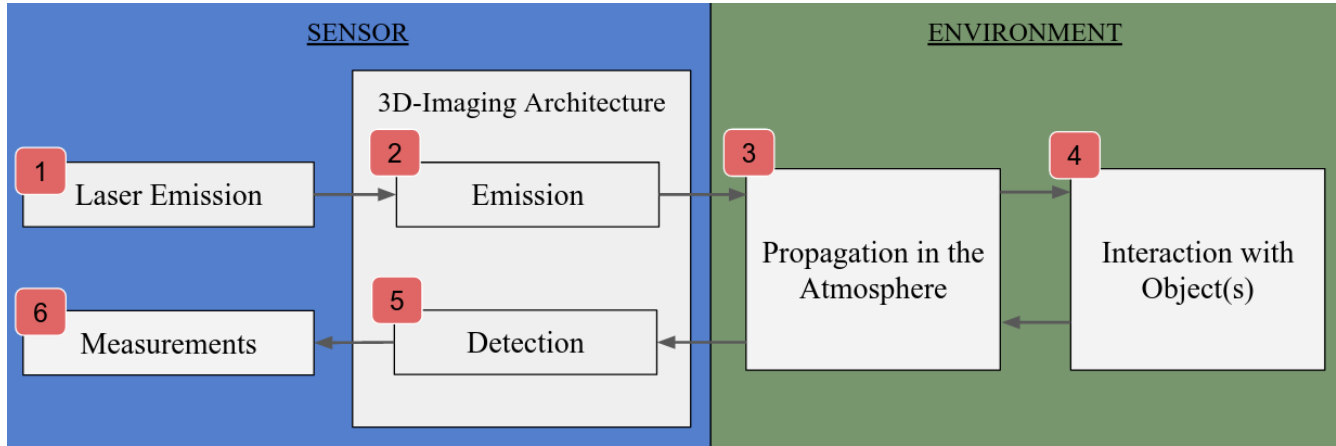 SENSOR
ENVIRONMENT
3D-Imaging Architecture
1
Laser Emission
2
Emission
3
Propagation in the
Atmosphere
4
Interaction with
Object(s)
5
Detection
6
Measurements